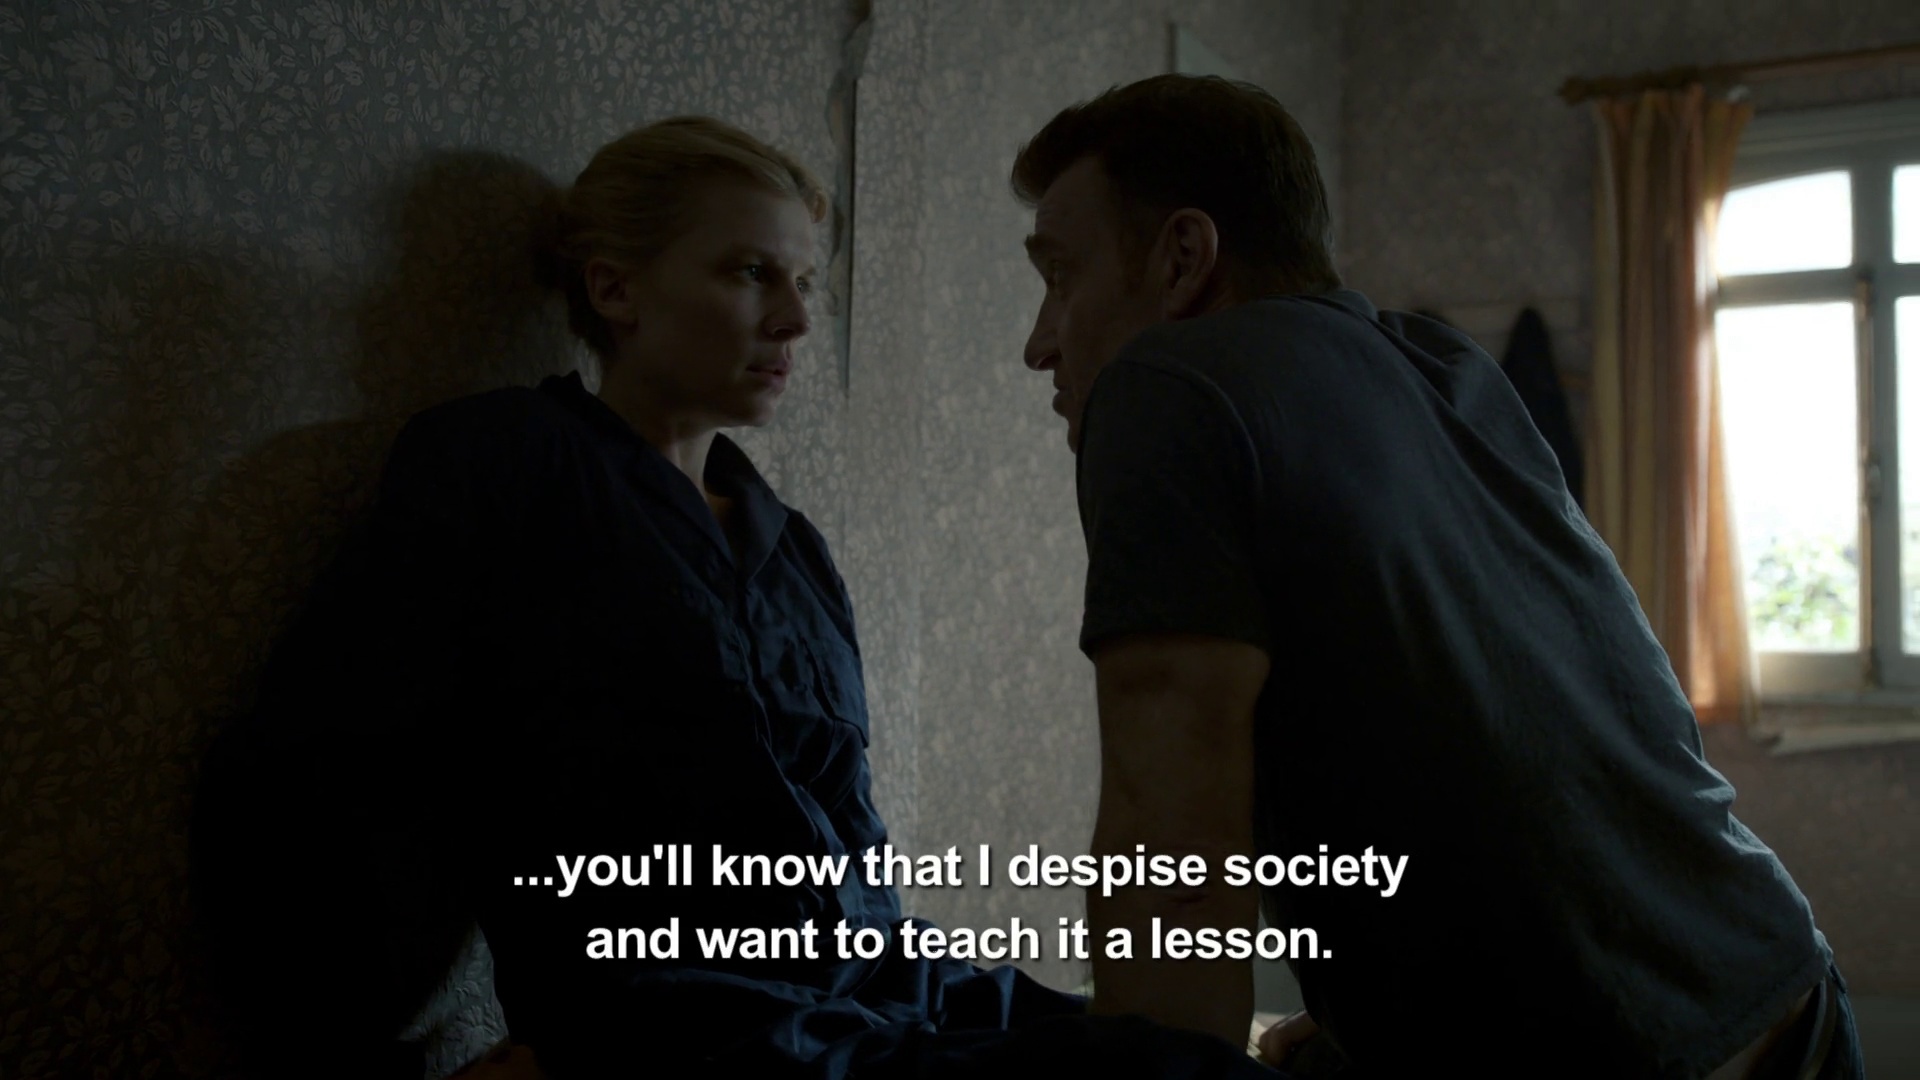 ...you'll know that I despise society
and want to teach it a lesson.